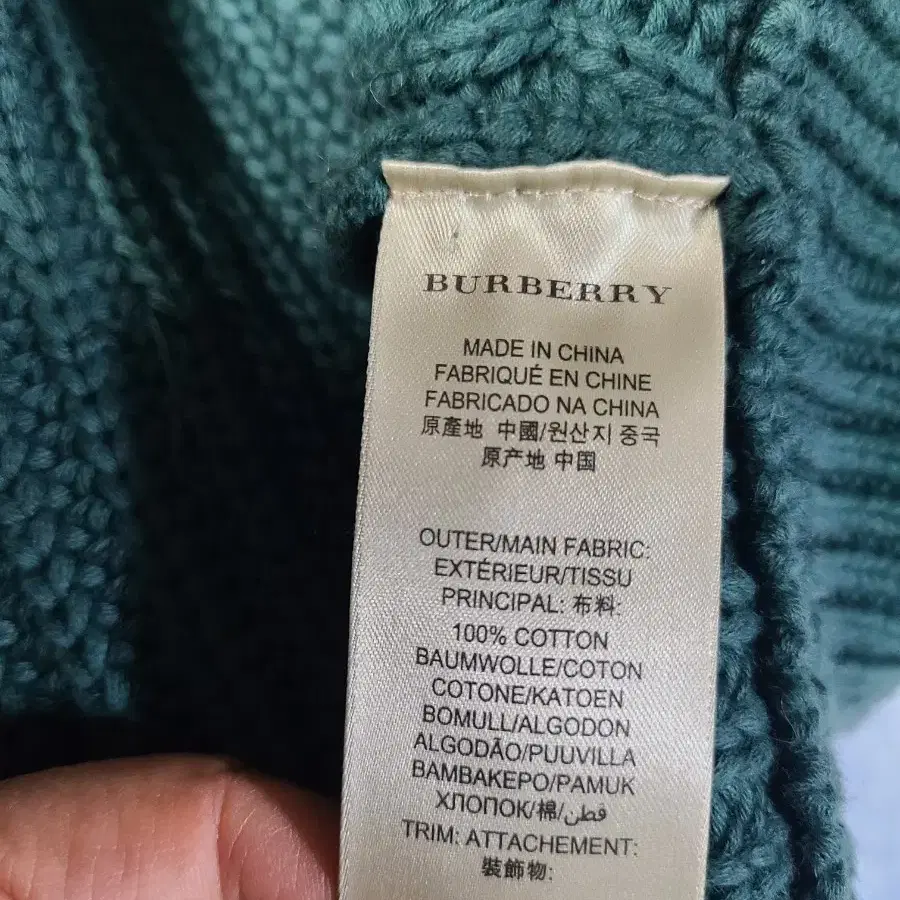 BURBERRY
MADE IN CHINA
FABRIQUÉ EN CHINE
FABRICADO NA CHINA
原產地 中國/원산지 중국
原产地 中国
OUTER/MAIN FABRIC:
EXTÉRIEUR/TISSU
PRINCIPAL: 布料:
100% COTTON
BAUMWOLLE/COTON
COTONE/KATOEN
BOMULL/ALGODON
ALGODÃO/PUUVILLA
BAMBAKEPO/PAMUK
ХЛОПОК/棉/قطن
TRIM: ATTACHEMENT:
裝飾物: